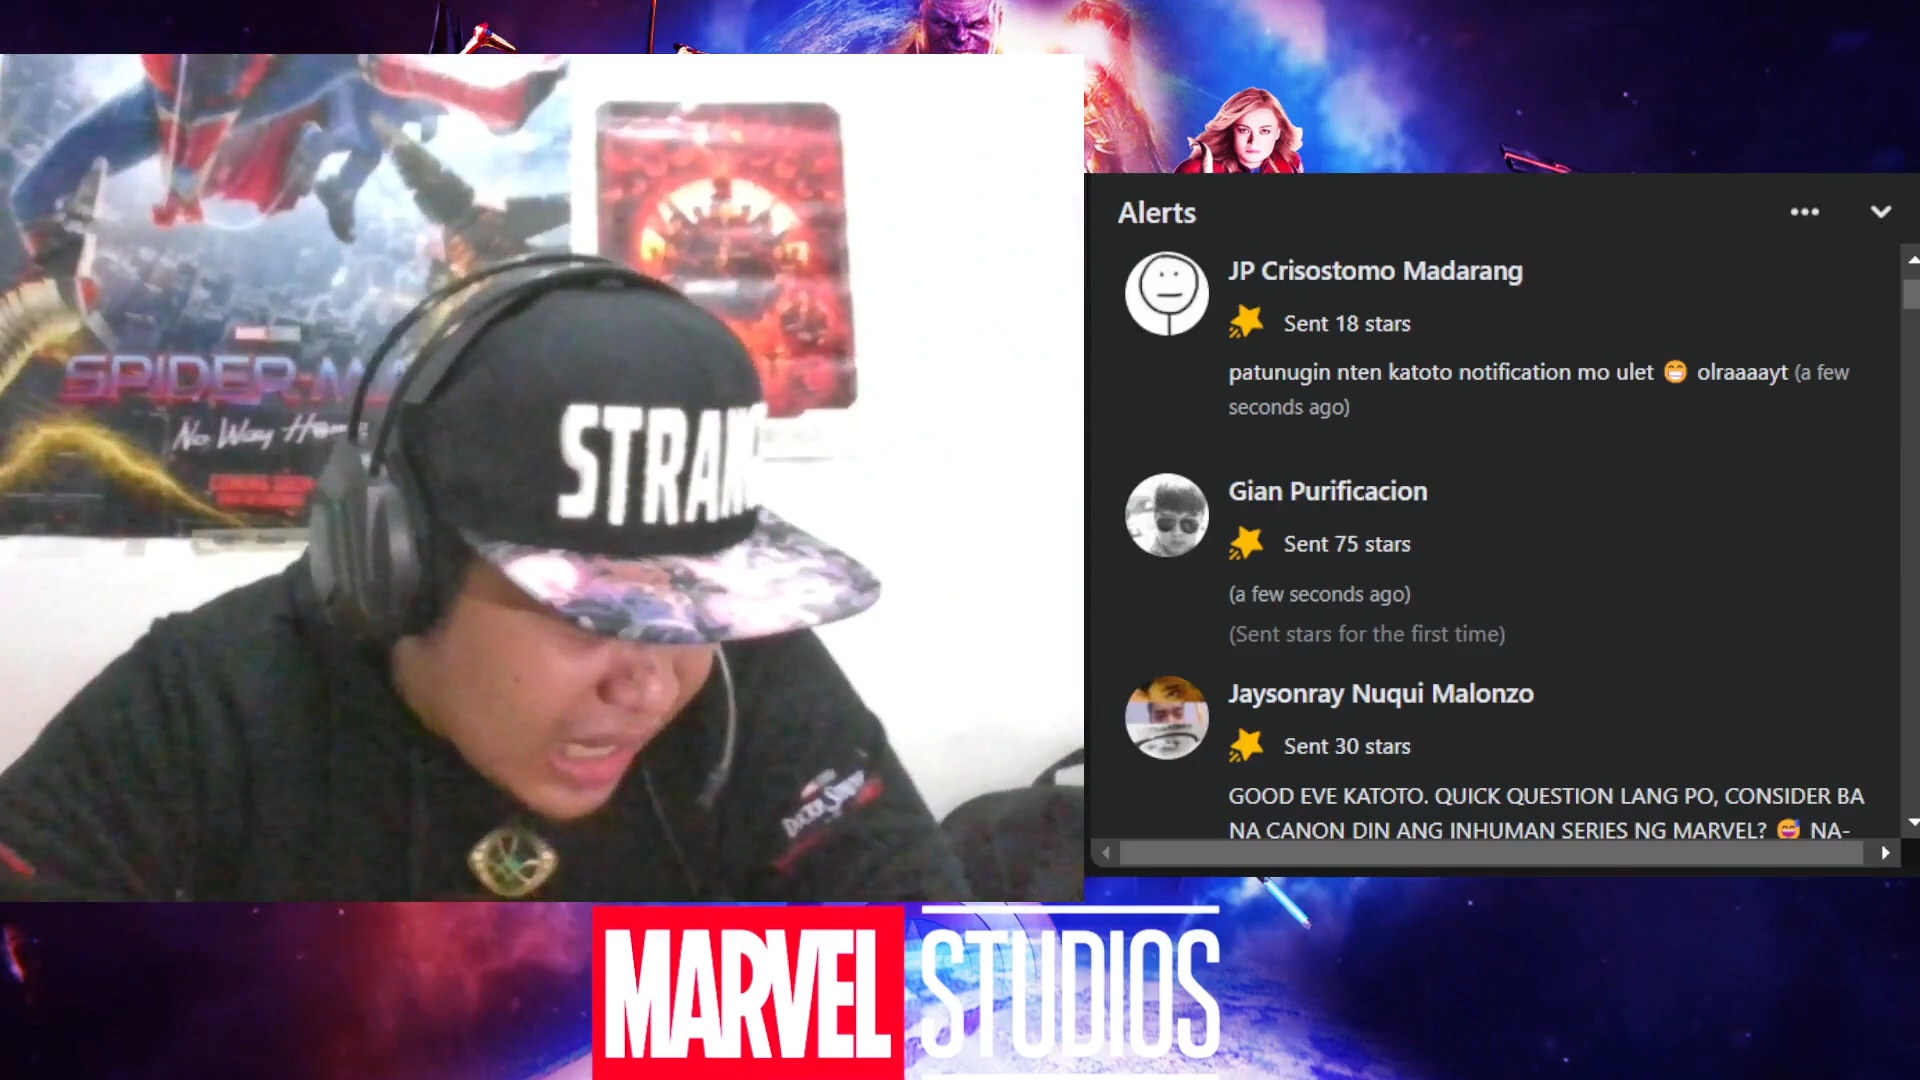 SPIDER-MA
No Way Home
STRAN
Alerts
JP Crisostomo Madarang
Sent 18 stars
patunugin nten katoto notification mo ulet 😁 olraaaayt (a few
seconds ago)
Gian Purificacion
Sent 75 stars
(a few seconds ago)
(Sent stars for the first time)
Jaysonray Nuqui Malonzo
Sent 30 stars
GOOD EVE KATOTO. QUICK QUESTION LANG PO, CONSIDER BA
NA CANON DIN ANG INHUMAN SERIES NG MARVEL? 😅 NA-
MARVEL STUDIOS